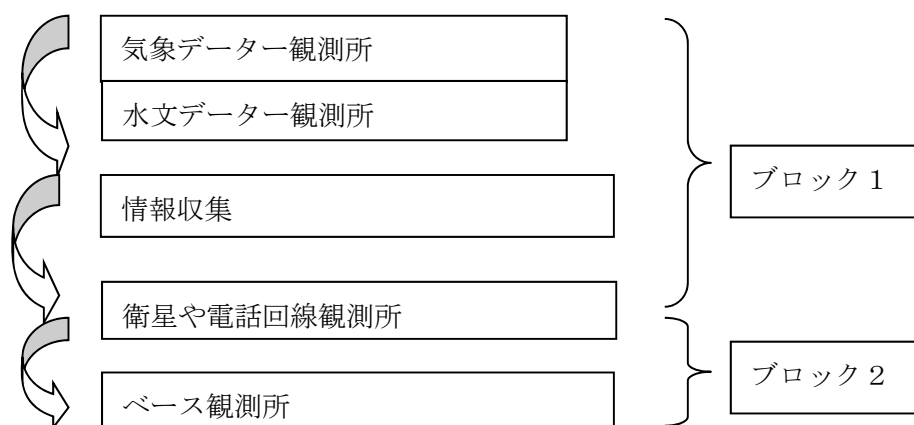 気象データー観測所
水文データー観測所
情報収集
衛星や電話回線観測所
ベース観測所
ブロック１
ブロック２